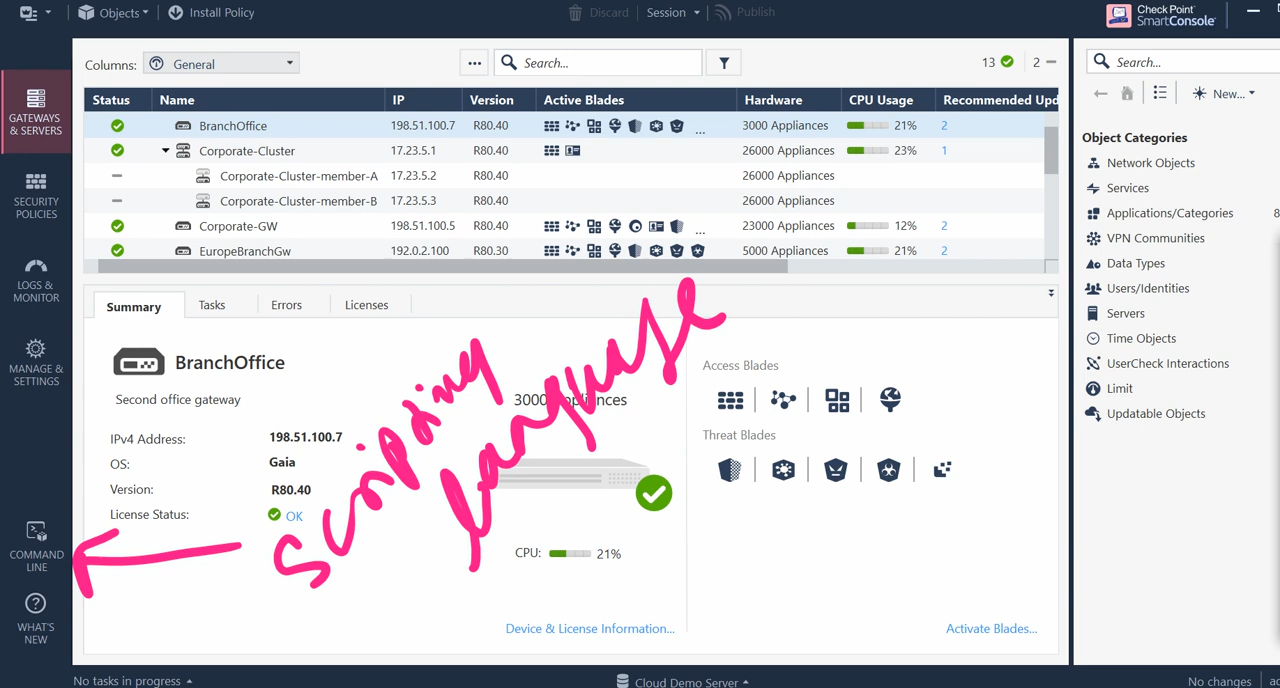 Objects
Install Policy
Discard
Session
Publish
Check Point
SmartConsole
Columns:
General
...
Search...
13
2
Search...
New...
Status Name IP Version Active Blades Hardware CPU Usage Recommended Upd
BranchOffice 198.51.100.7 R80.40 ... 3000 Appliances 21% 2
Corporate-Cluster 17.23.5.1 R80.40 26000 Appliances 23% 1
Corporate-Cluster-member-A 17.23.5.2 R80.40 26000 Appliances
Corporate-Cluster-member-B 17.23.5.3 R80.40 26000 Appliances
Corporate-GW 198.51.100.5 R80.40 ... 23000 Appliances 12% 2
EuropeBranchGw 192.0.2.100 R80.30 5000 Appliances 21% 2
GATEWAYS
& SERVERS
SECURITY
POLICIES
LOGS &
MONITOR
MANAGE &
SETTINGS
COMMAND
LINE
WHAT'S
NEW
Summary Tasks Errors Licenses
BranchOffice
Second office gateway
IPv4 Address: 198.51.100.7
OS: Gaia
Version: R80.40
License Status: OK
3000 Appliances
CPU: 21%
Device & License Information...
scripting
Access Blades
Threat Blades
Activate Blades...
Object Categories
Network Objects
Services
Applications/Categories 8
VPN Communities
Data Types
Users/Identities
Servers
Time Objects
UserCheck Interactions
Limit
Updatable Objects
No tasks in progress
Cloud Demo Server
No changes